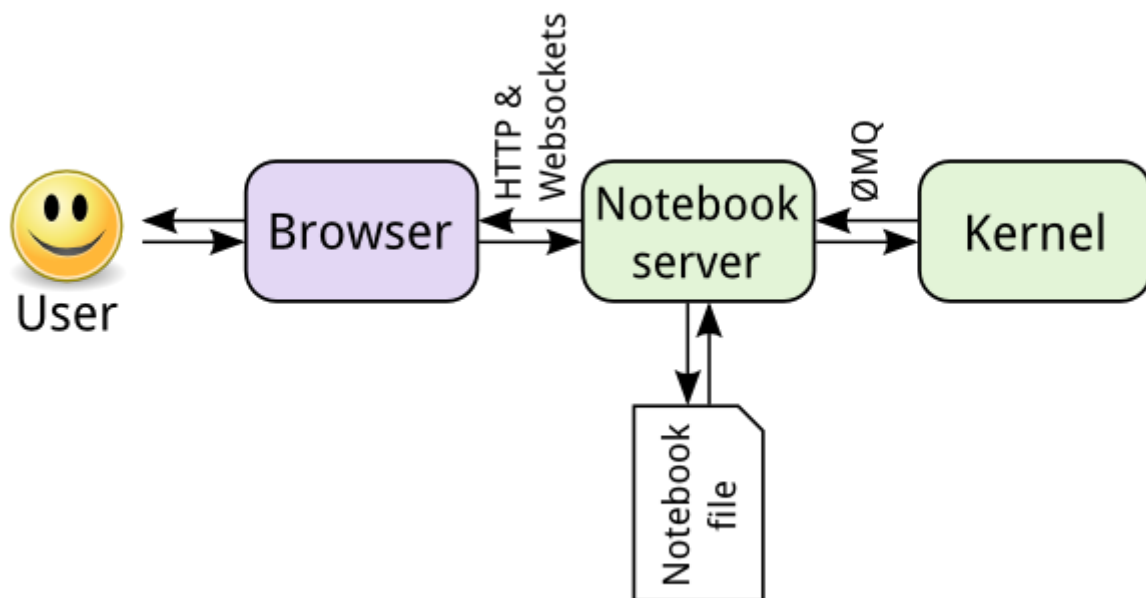 User
Browser
HTTP &
Websockets
Notebook
server
ØMQ
Kernel
Notebook
file